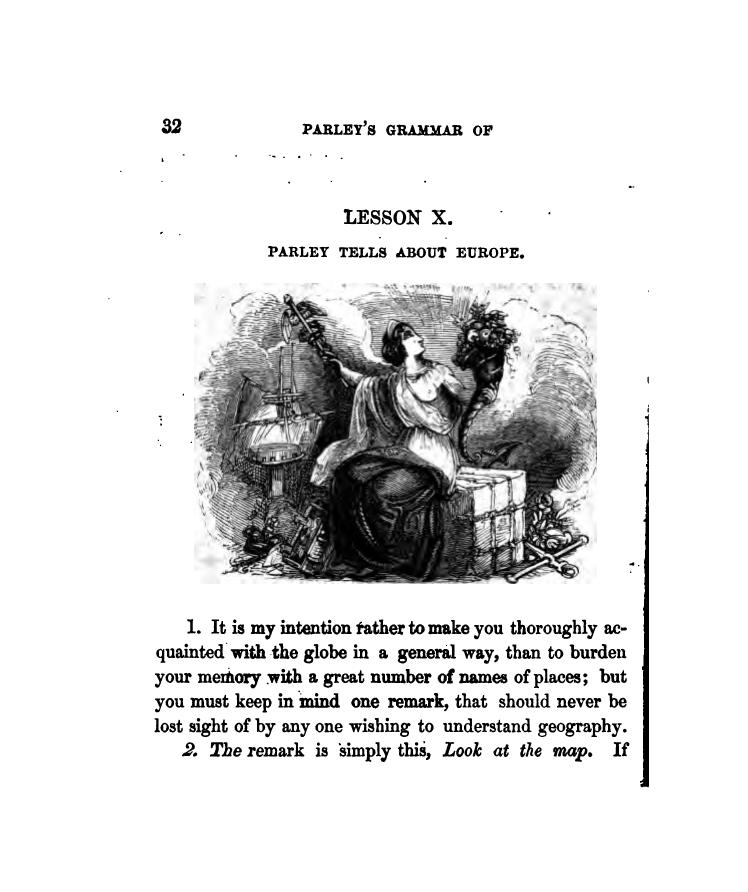 32 PARLEY'S GRAMMAR OF
LESSON X.
PARLEY TELLS ABOUT EUROPE.
1. It is my intention rather to make you thoroughly ac-
quainted with the globe in a general way, than to burden
your memory with a great number of names of places; but
you must keep in mind one remark, that should never be
lost sight of by any one wishing to understand geography.
2. The remark is simply this, Look at the map. If